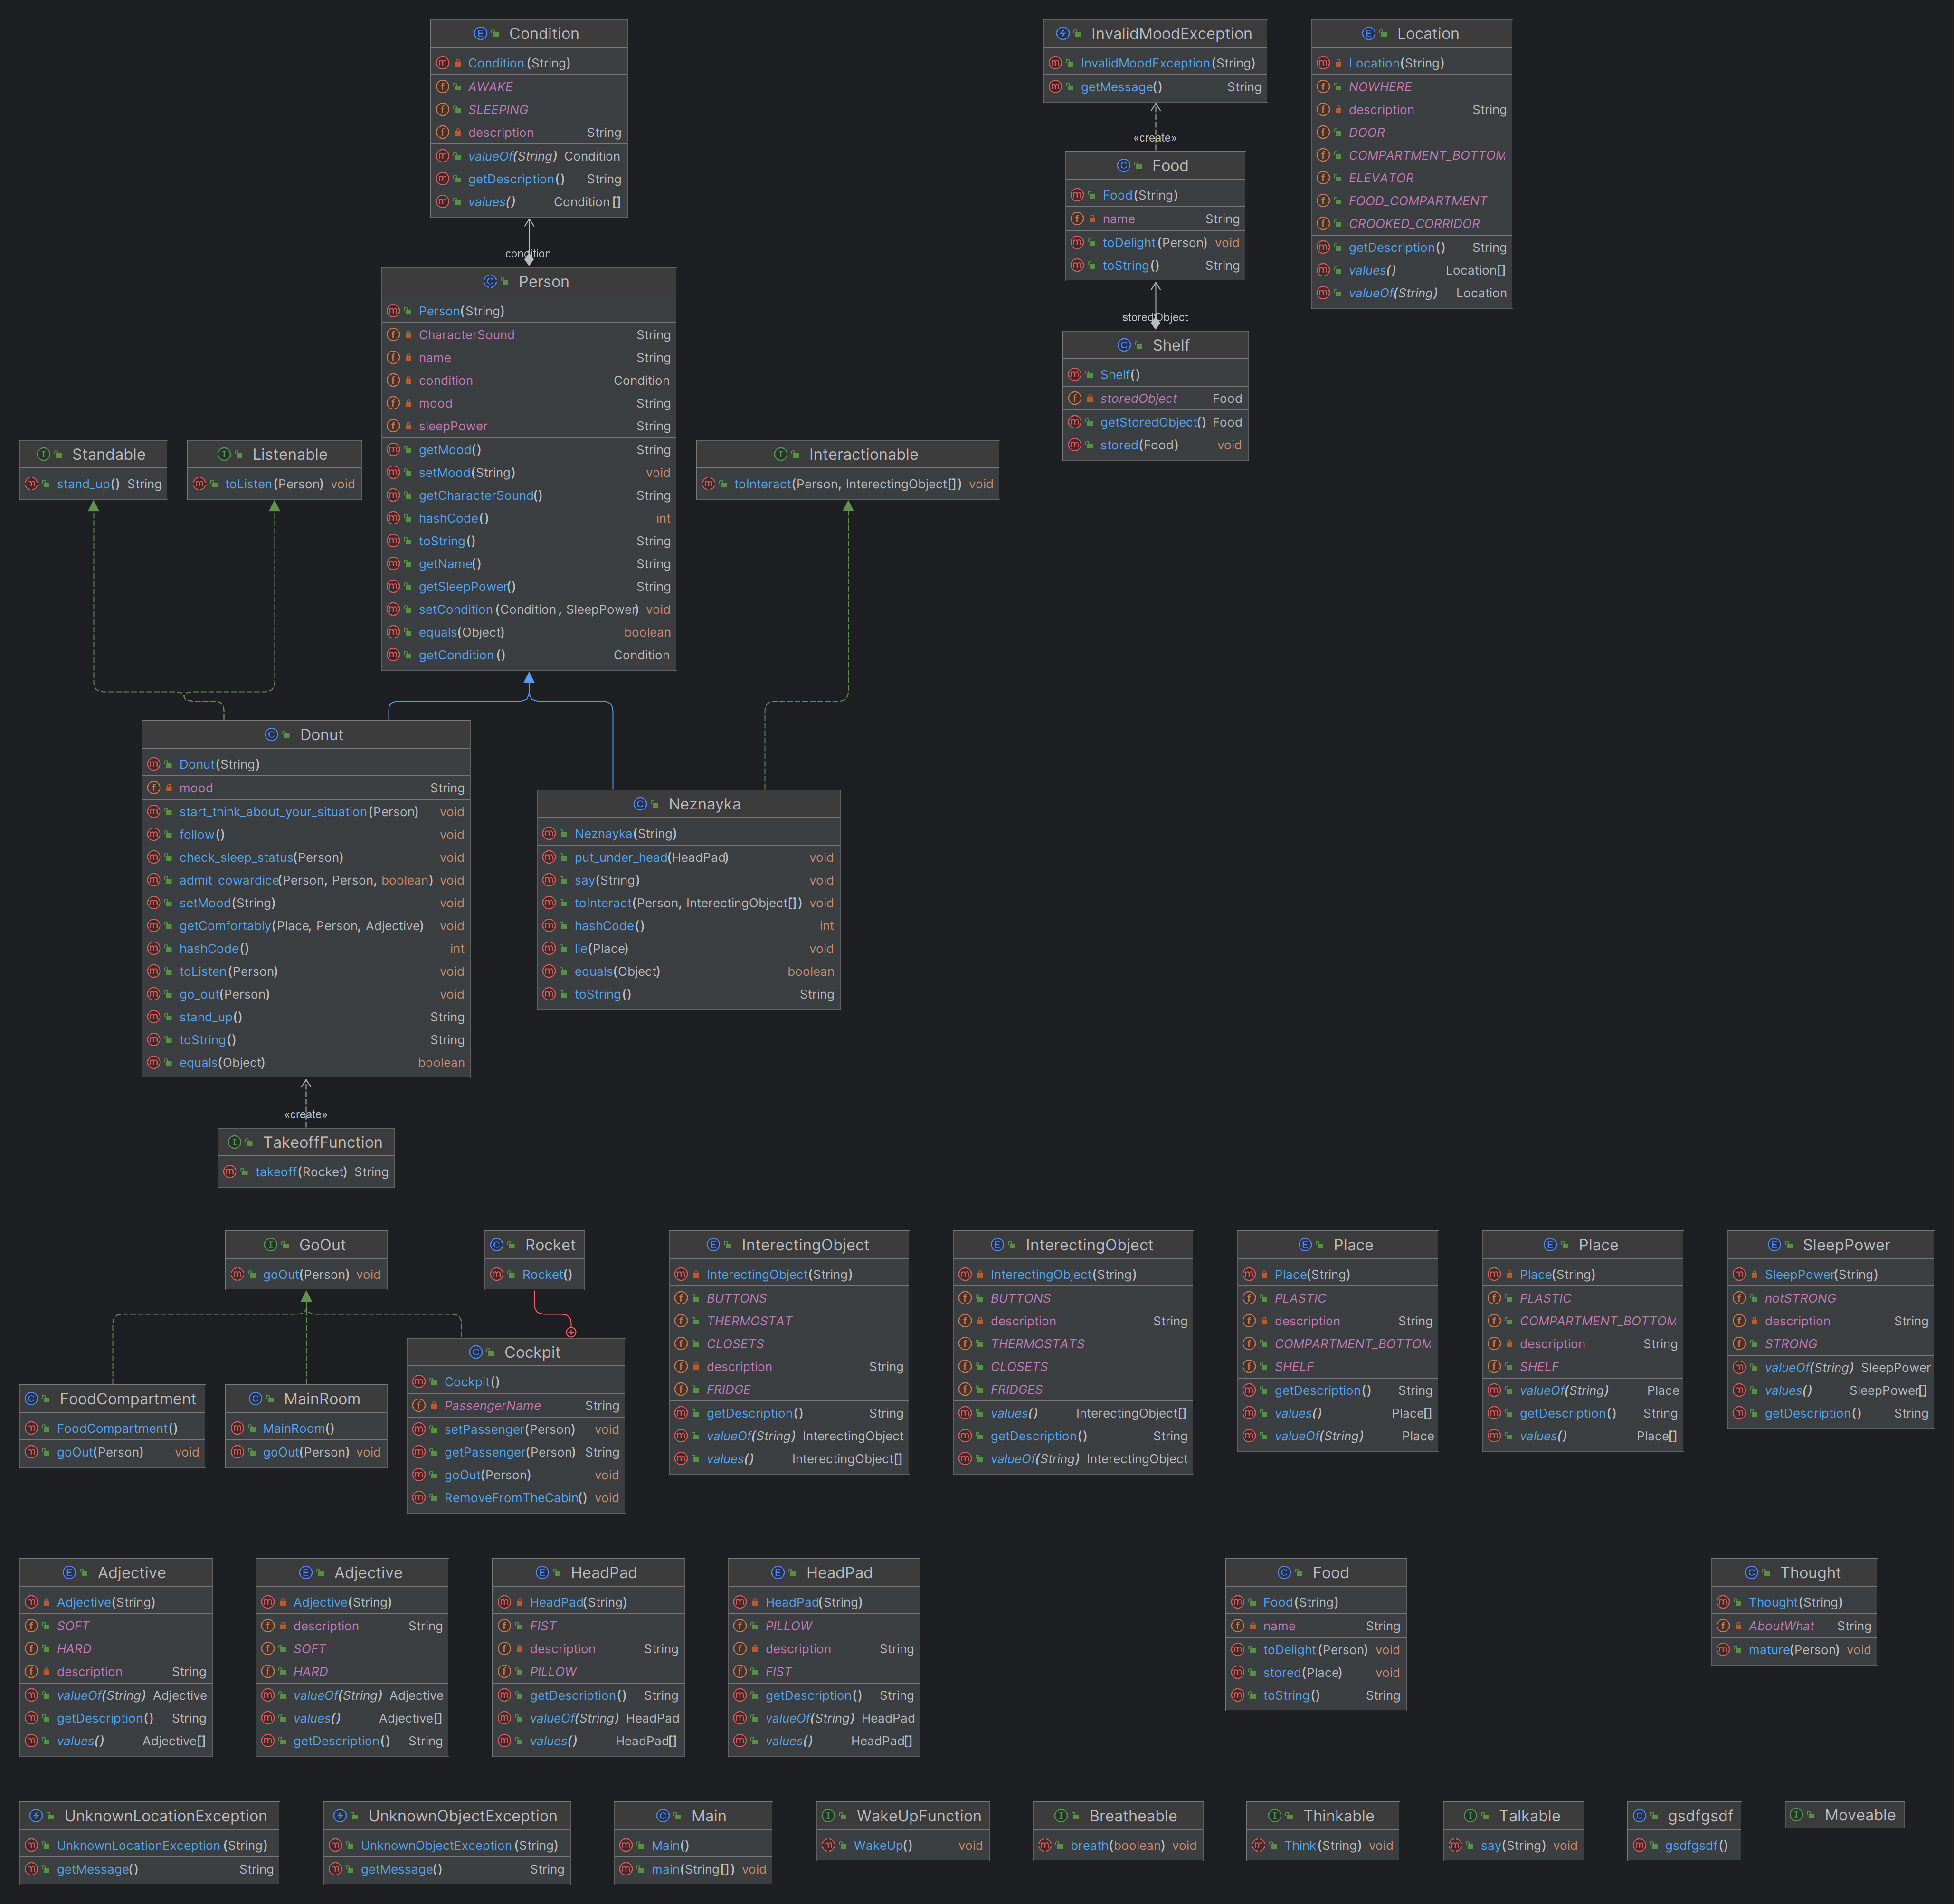 Condition
Condition (String)
AWAKE
SLEEPING
description String
valueOf(String) Condition
getDescription() String
values() Condition []
InvalidMoodException
InvalidMoodException(String)
getMessage() String
Location
Location(String)
NOWHERE
description String
DOOR
COMPARTMENT_BOTTOM
ELEVATOR
FOOD_COMPARTMENT
CROOKED_CORRIDOR
getDescription() String
values() Location[]
valueOf(String) Location
«create»
Food
Food(String)
name String
toDelight(Person) void
toString() String
condition
storedObject
Person
Person(String)
CharacterSound String
name String
condition Condition
mood String
sleepPower String
getMood() String
setMood(String) void
getCharacterSound() String
hashCode() int
toString() String
getName() String
getSleepPower() String
setCondition (Condition , SleepPower) void
equals(Object) boolean
getCondition () Condition
Shelf
Shelf()
storedObject Food
getStoredObject() Food
stored(Food) void
Standable
stand_up() String
Listenable
toListen(Person) void
Interactionable
toInteract(Person, InterectingObject[]) void
Donut
Donut(String)
mood String
start_think_about_your_situation(Person) void
follow() void
check_sleep_status(Person) void
admit_cowardice(Person, Person, boolean) void
setMood(String) void
getComfortably(Place, Person, Adjective) void
hashCode() int
toListen(Person) void
go_out(Person) void
stand_up() String
toString() String
equals(Object) boolean
Neznayka
Neznayka(String)
put_under_head(HeadPad) void
say(String) void
toInteract(Person, InterectingObject[]) void
hashCode() int
lie(Place) void
equals(Object) boolean
toString() String
«create»
TakeoffFunction
takeoff(Rocket) String
GoOut
goOut(Person) void
Rocket
Rocket()
InterectingObject
InterectingObject(String)
BUTTONS
THERMOSTAT
CLOSETS
description String
FRIDGE
getDescription() String
valueOf(String) InterectingObject
values() InterectingObject[]
InterectingObject
InterectingObject(String)
BUTTONS
description String
THERMOSTATS
CLOSETS
FRIDGES
values() InterectingObject[]
getDescription() String
valueOf(String) InterectingObject
Place
Place(String)
PLASTIC
description String
COMPARTMENT_BOTTOM
SHELF
getDescription() String
values() Place[]
valueOf(String) Place
Place
Place(String)
PLASTIC
COMPARTMENT_BOTTOM
description String
SHELF
valueOf(String) Place
getDescription() String
values() Place[]
SleepPower
SleepPower(String)
notSTRONG
description String
STRONG
valueOf(String) SleepPower
values() SleepPower[]
getDescription() String
FoodCompartment
FoodCompartment()
goOut(Person) void
MainRoom
MainRoom()
goOut(Person) void
Cockpit
Cockpit()
PassengerName String
setPassenger(Person) void
getPassenger(Person) String
goOut(Person) void
RemoveFromTheCabin() void
Adjective
Adjective(String)
SOFT
HARD
description String
valueOf(String) Adjective
getDescription() String
values() Adjective[]
Adjective
Adjective(String)
description String
SOFT
HARD
valueOf(String) Adjective
values() Adjective[]
getDescription() String
HeadPad
HeadPad(String)
FIST
description String
PILLOW
getDescription() String
valueOf(String) HeadPad
values() HeadPad[]
HeadPad
HeadPad(String)
PILLOW
description String
FIST
getDescription() String
valueOf(String) HeadPad
values() HeadPad[]
Food
Food(String)
name String
toDelight(Person) void
stored(Place) void
toString() String
Thought
Thought(String)
AboutWhat String
mature(Person) void
UnknownLocationException
UnknownLocationException (String)
getMessage() String
UnknownObjectException
UnknownObjectException (String)
getMessage() String
Main
Main()
main(String[]) void
WakeUpFunction
WakeUp() void
Breatheable
breath(boolean) void
Thinkable
Think(String) void
Talkable
say(String) void
gsdfgsdf
gsdfgsdf()
Moveable